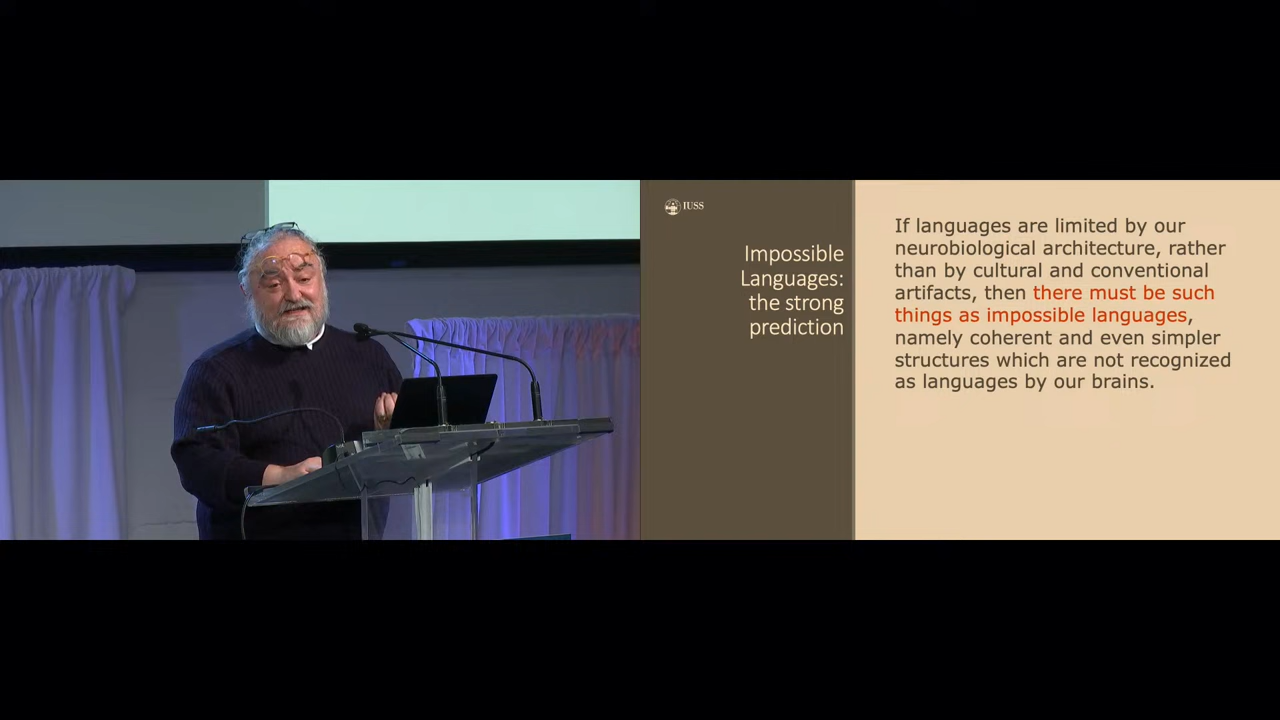 IUSS
Impossible
Languages:
the strong
prediction
If languages are limited by our
neurobiological architecture, rather
than by cultural and conventional
artifacts, then there must be such
things as impossible languages,
namely coherent and even simpler
structures which are not recognized
as languages by our brains.